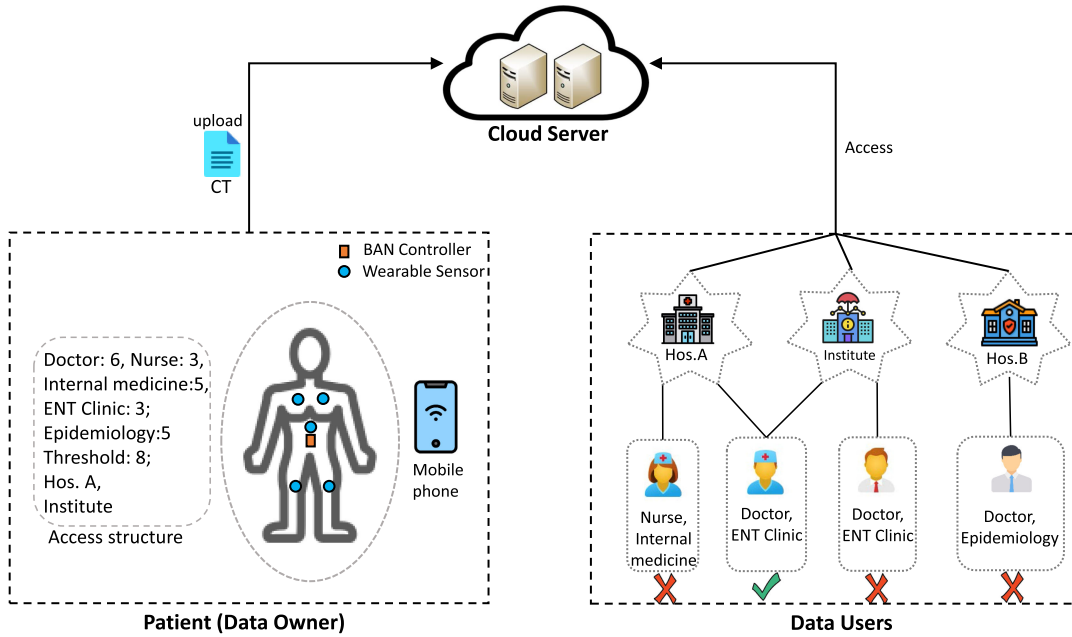 Cloud Server
upload
CT
Access
BAN Controller
Wearable Sensor
Doctor: 6, Nurse: 3,
Internal medicine:5,
ENT Clinic: 3;
Epidemiology:5
Threshold: 8;
Hos. A,
Institute
Access structure
Mobile
phone
Patient (Data Owner)
Hos.A
Institute
Hos.B
Nurse,
Internal
medicine
Doctor,
ENT Clinic
Doctor,
ENT Clinic
Doctor,
Epidemiology
Data Users